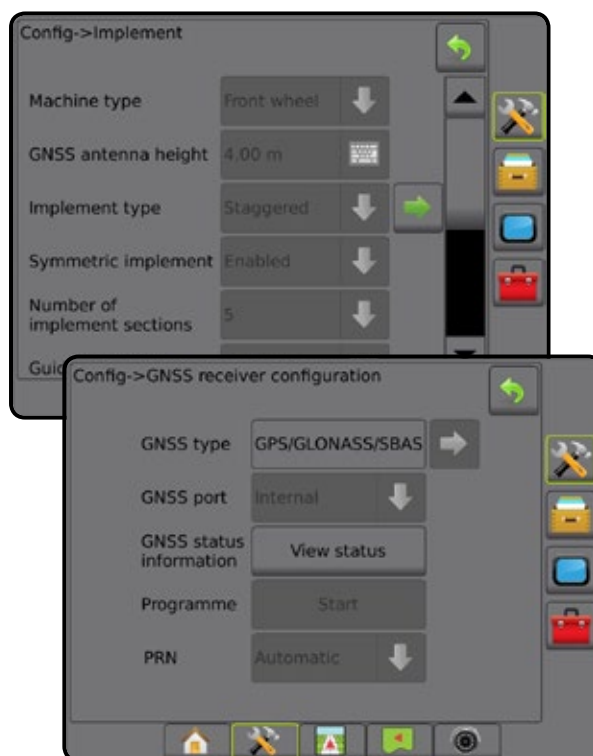 Config->Implement
Machine type
Front wheel
GNSS antenna height
4.00 m
Implement type
Staggered
Symmetric implement
Enabled
Number of
implement sections
5
Guid
Config->GNSS receiver configuration
GNSS type
GPS/GLONASS/SBAS
GNSS port
Internal
GNSS status
information
View status
Programme
Start
PRN
Automatic